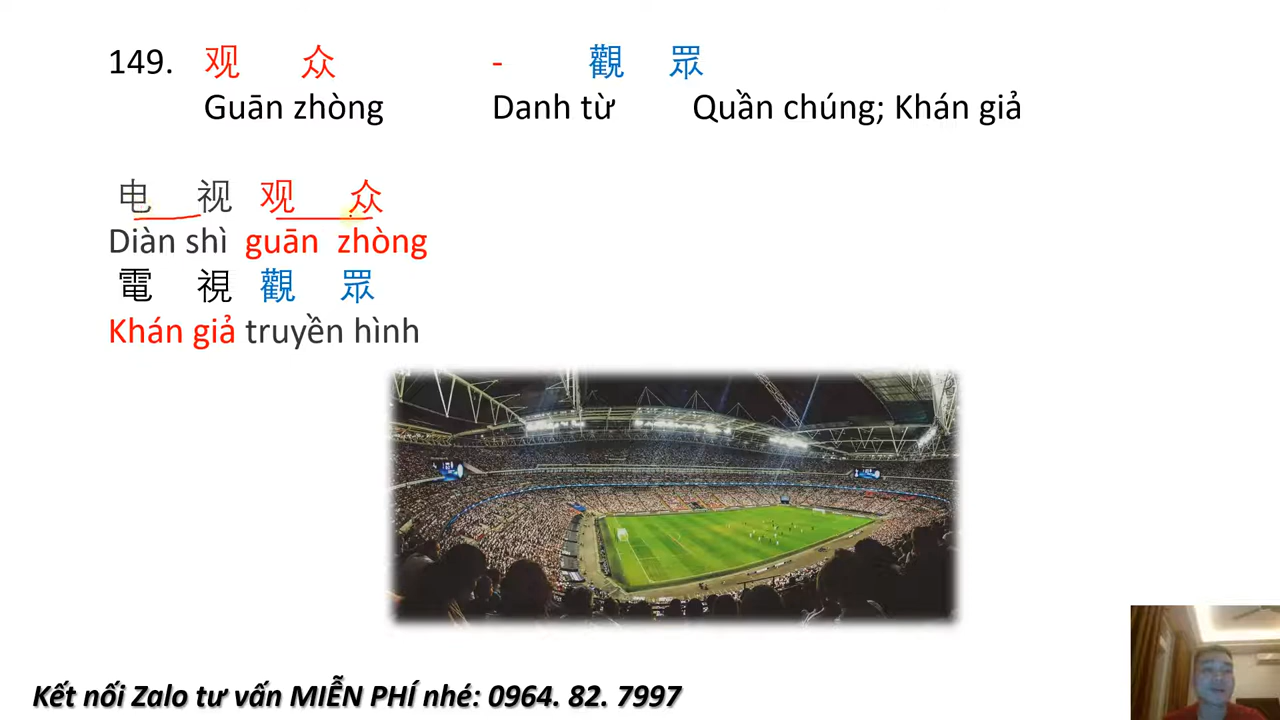 149. 观 众 - 觀 眾
Guān zhòng Danh từ Quần chúng; Khán giả
电 视 观 众
Diàn shì guān zhòng
電 視 觀 眾
Khán giả truyền hình
Kết nối Zalo tư vấn MIỄN PHÍ nhé: 0964. 82. 7997